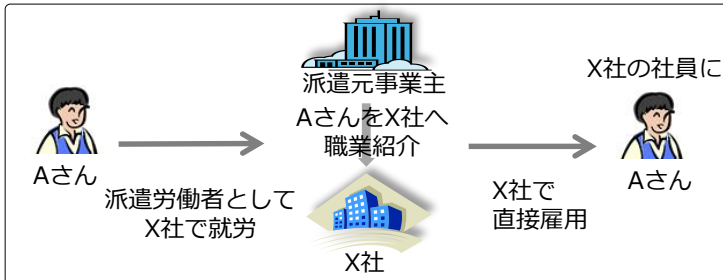 Aさん
派遣労働者として
X社で就労
派遣元事業主
AさんをX社へ
職業紹介
X社
X社で
直接雇用
X社の社員に
Aさん